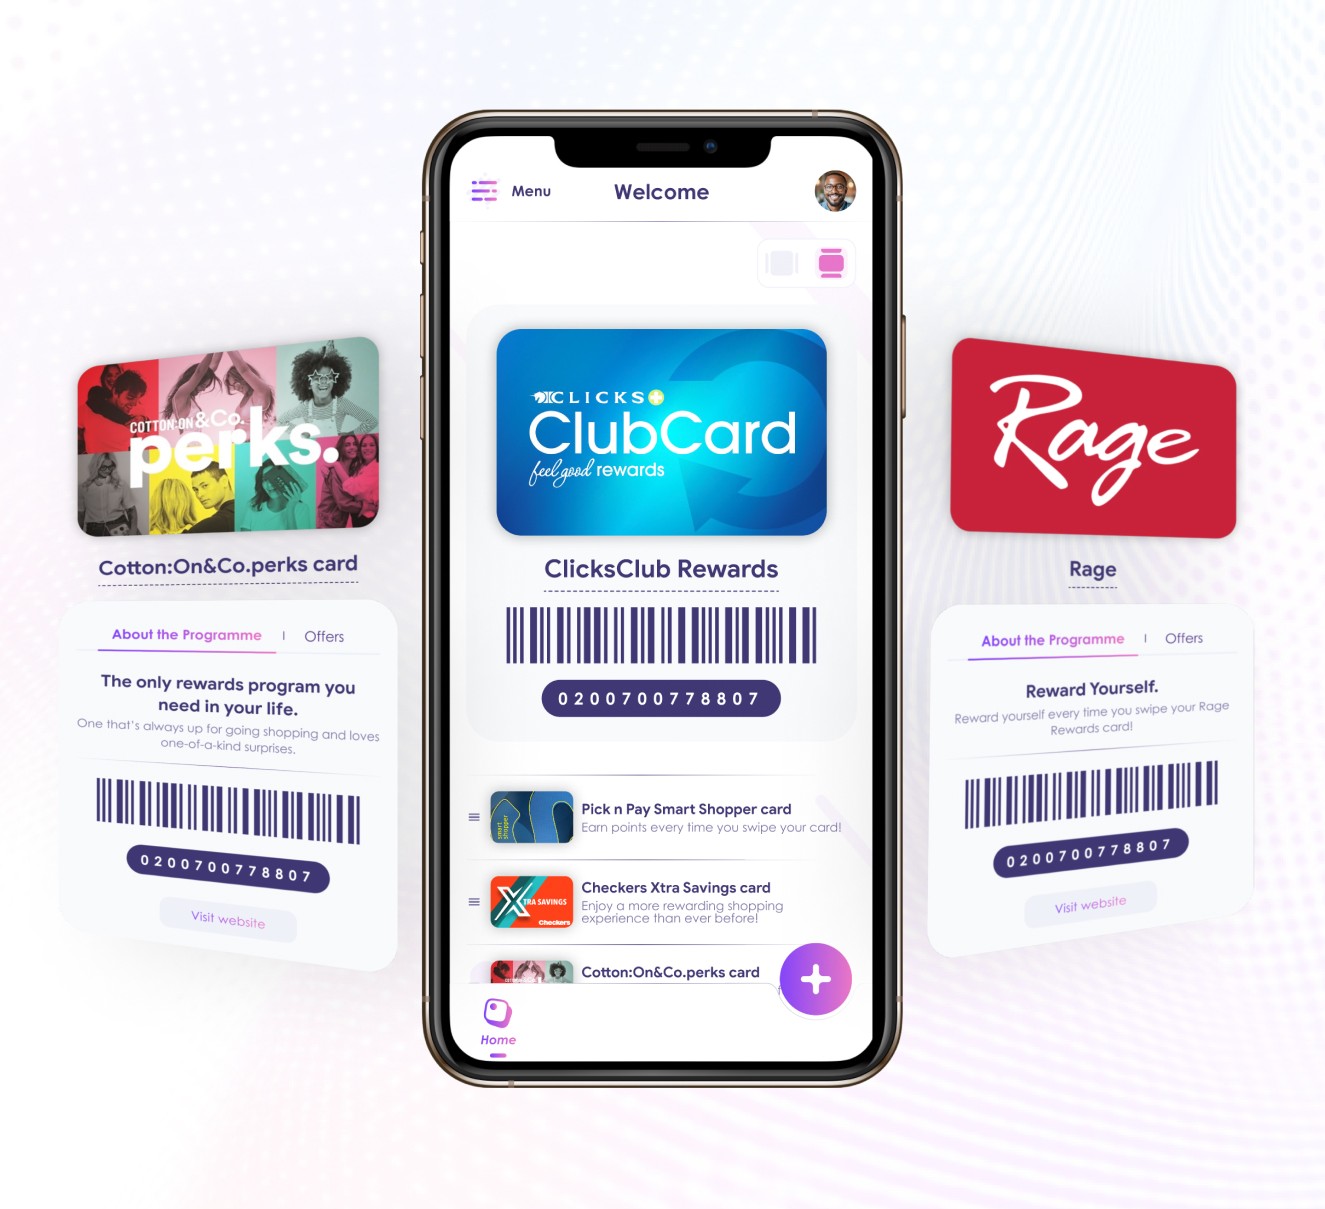 Menu
Welcome
CLICKS
ClubCard
feel good rewards
ClicksClub Rewards
0200700778807
smart
shopper
Pick n Pay Smart Shopper card
Earn points every time you swipe your card!
XTRA SAVINGS
Checkers
Checkers Xtra Savings card
Enjoy a more rewarding shopping
experience than ever before!
Cotton:On&Co.perks card
Home
COTTON:ON&Co.
perks.
Cotton:On&Co.perks card
About the Programme | Offers
The only rewards program you
need in your life.
One that's always up for going shopping and loves
one-of-a-kind surprises.
0200700778807
Visit website
Rage
Rage
About the Programme | Offers
Reward Yourself.
Reward yourself every time you swipe your Rage
Rewards card!
0200700778807
Visit website